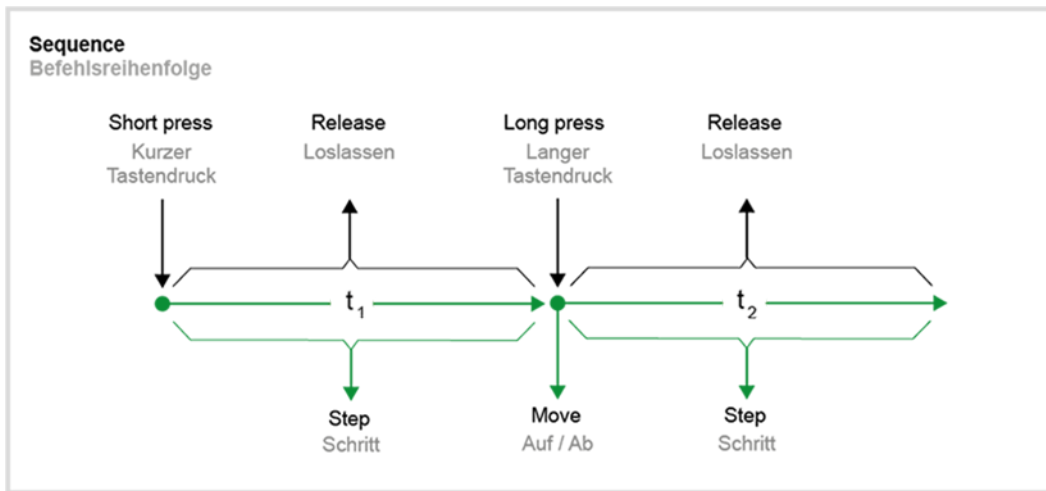 Sequence
Befehlsreihenfolge
Short press
Kurzer
Tastendruck
Release
Loslassen
Long press
Langer
Tastendruck
Release
Loslassen
t1
t2
Step
Schritt
Move
Auf / Ab
Step
Schritt